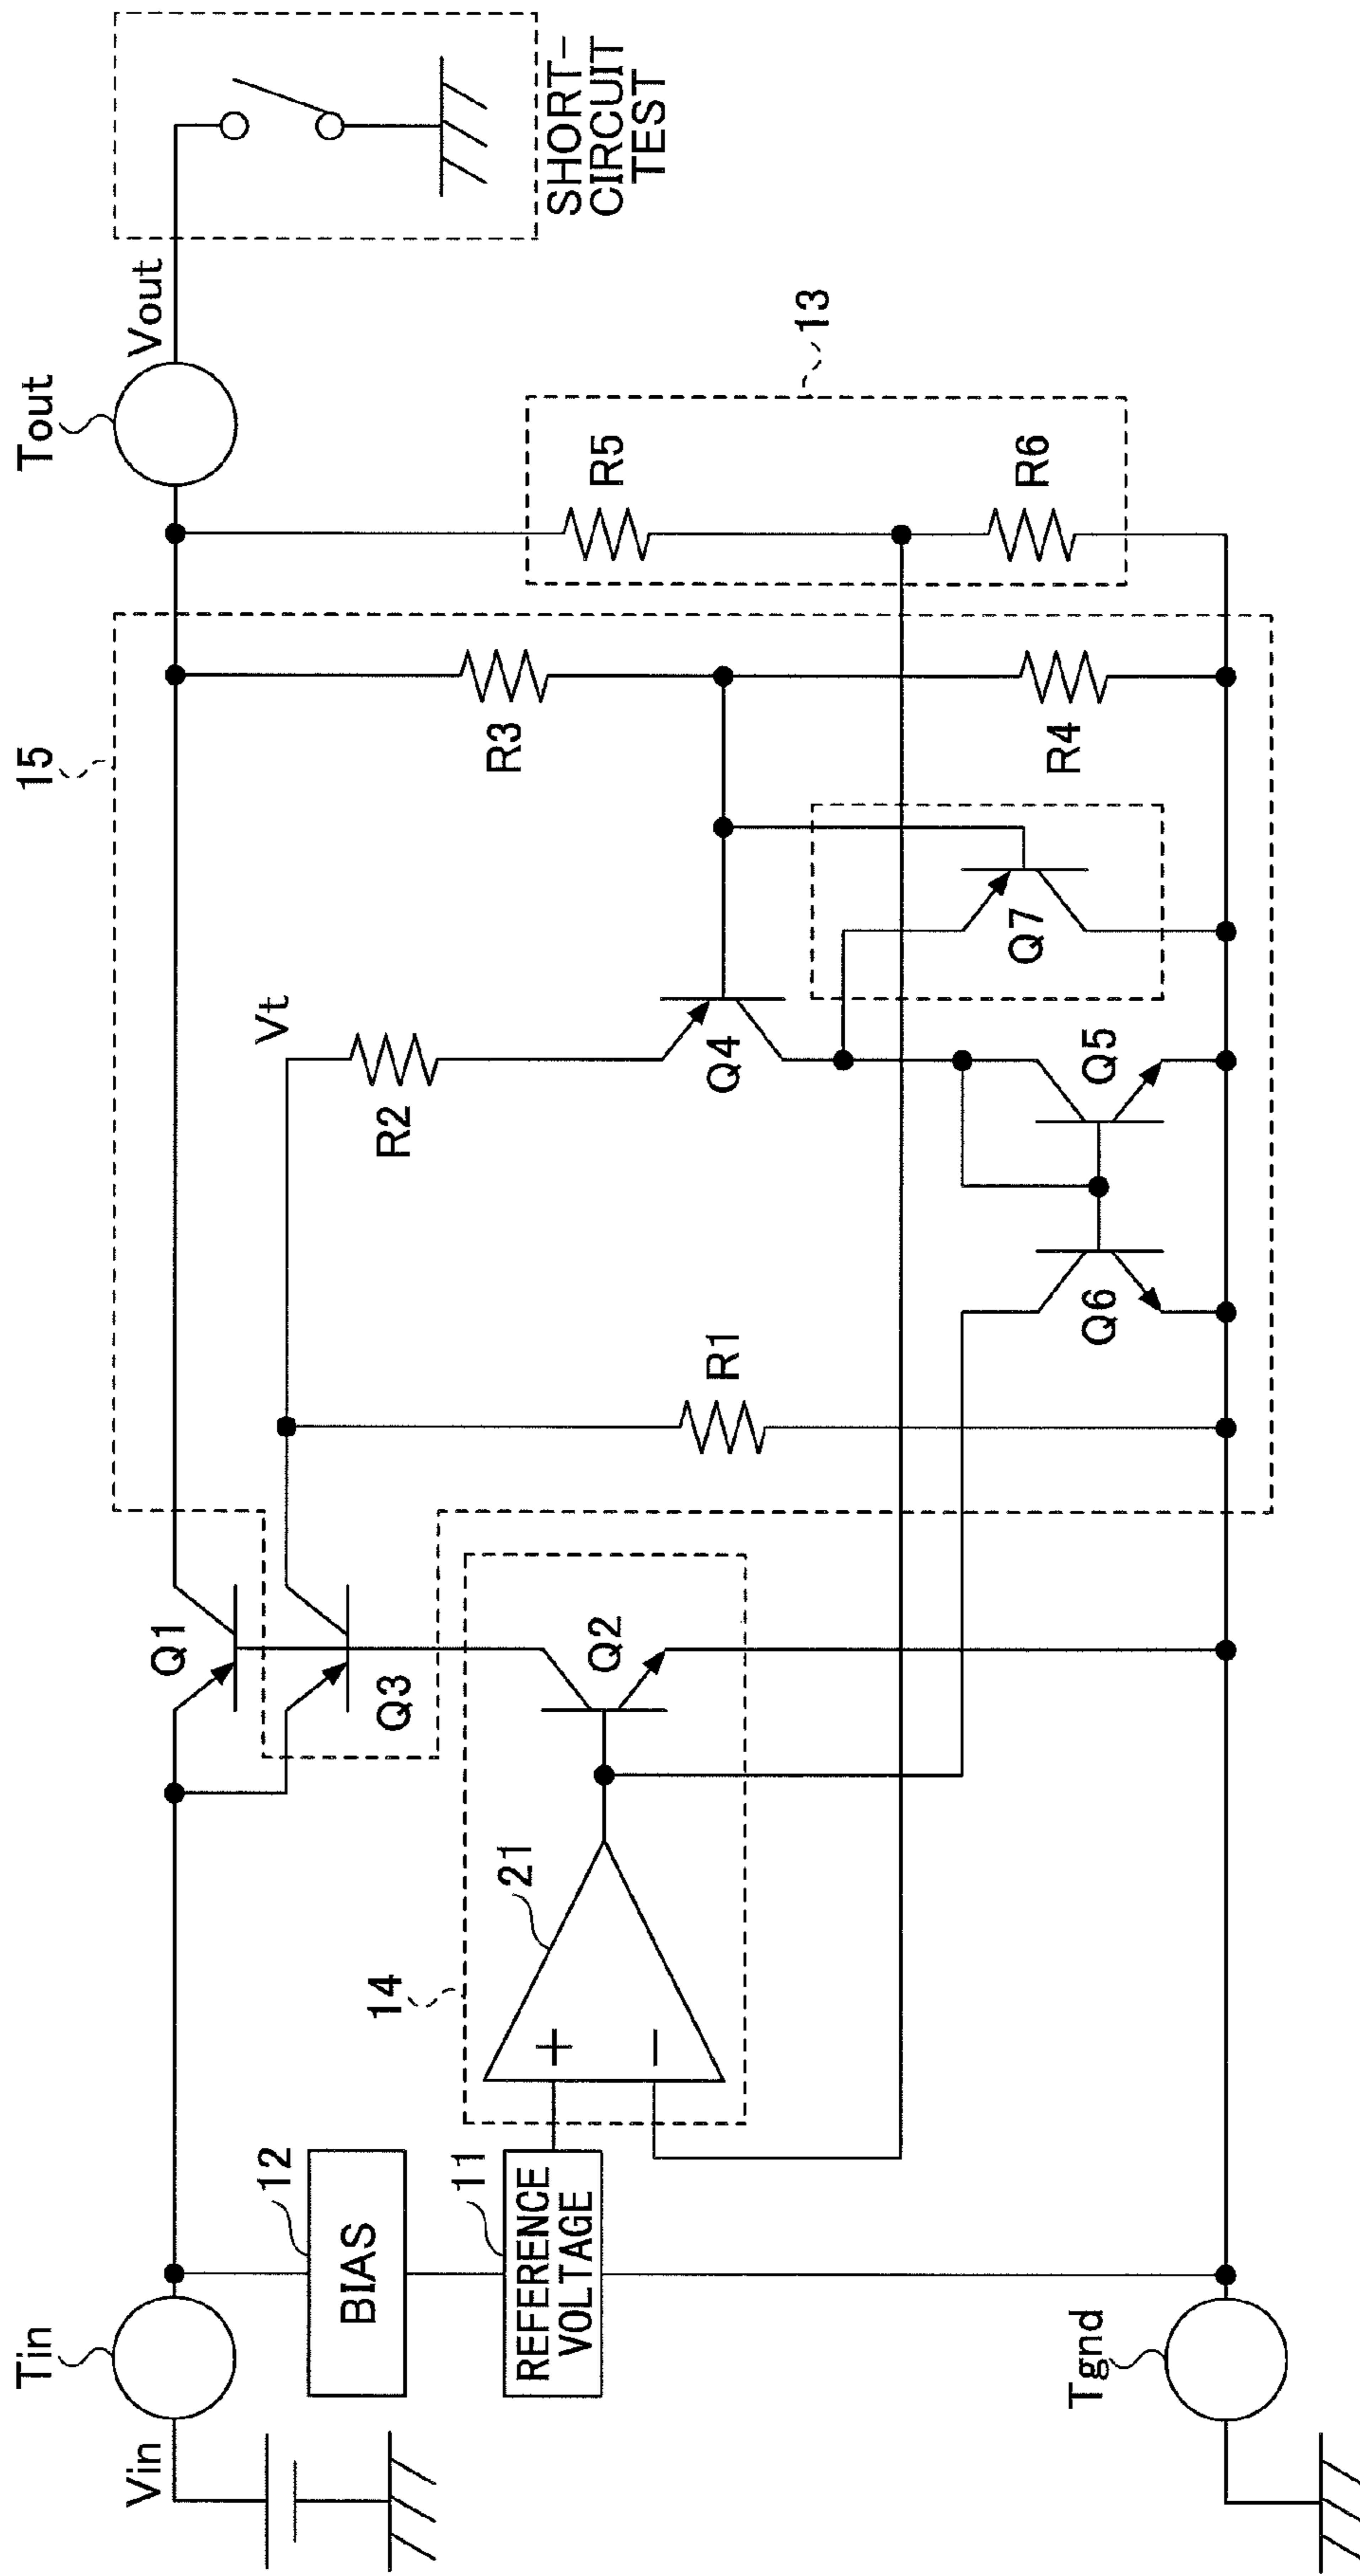 Vin
Tin
12
BIAS
11
REFERENCE
VOLTAGE
Tgnd
14
21
+
−
Q1
Q3
Q2
15
R1
Vt
R2
Q4
Q6
Q5
Q7
R3
R4
13
R5
R6
Tout
Vout
SHORT-
CIRCUIT
TEST